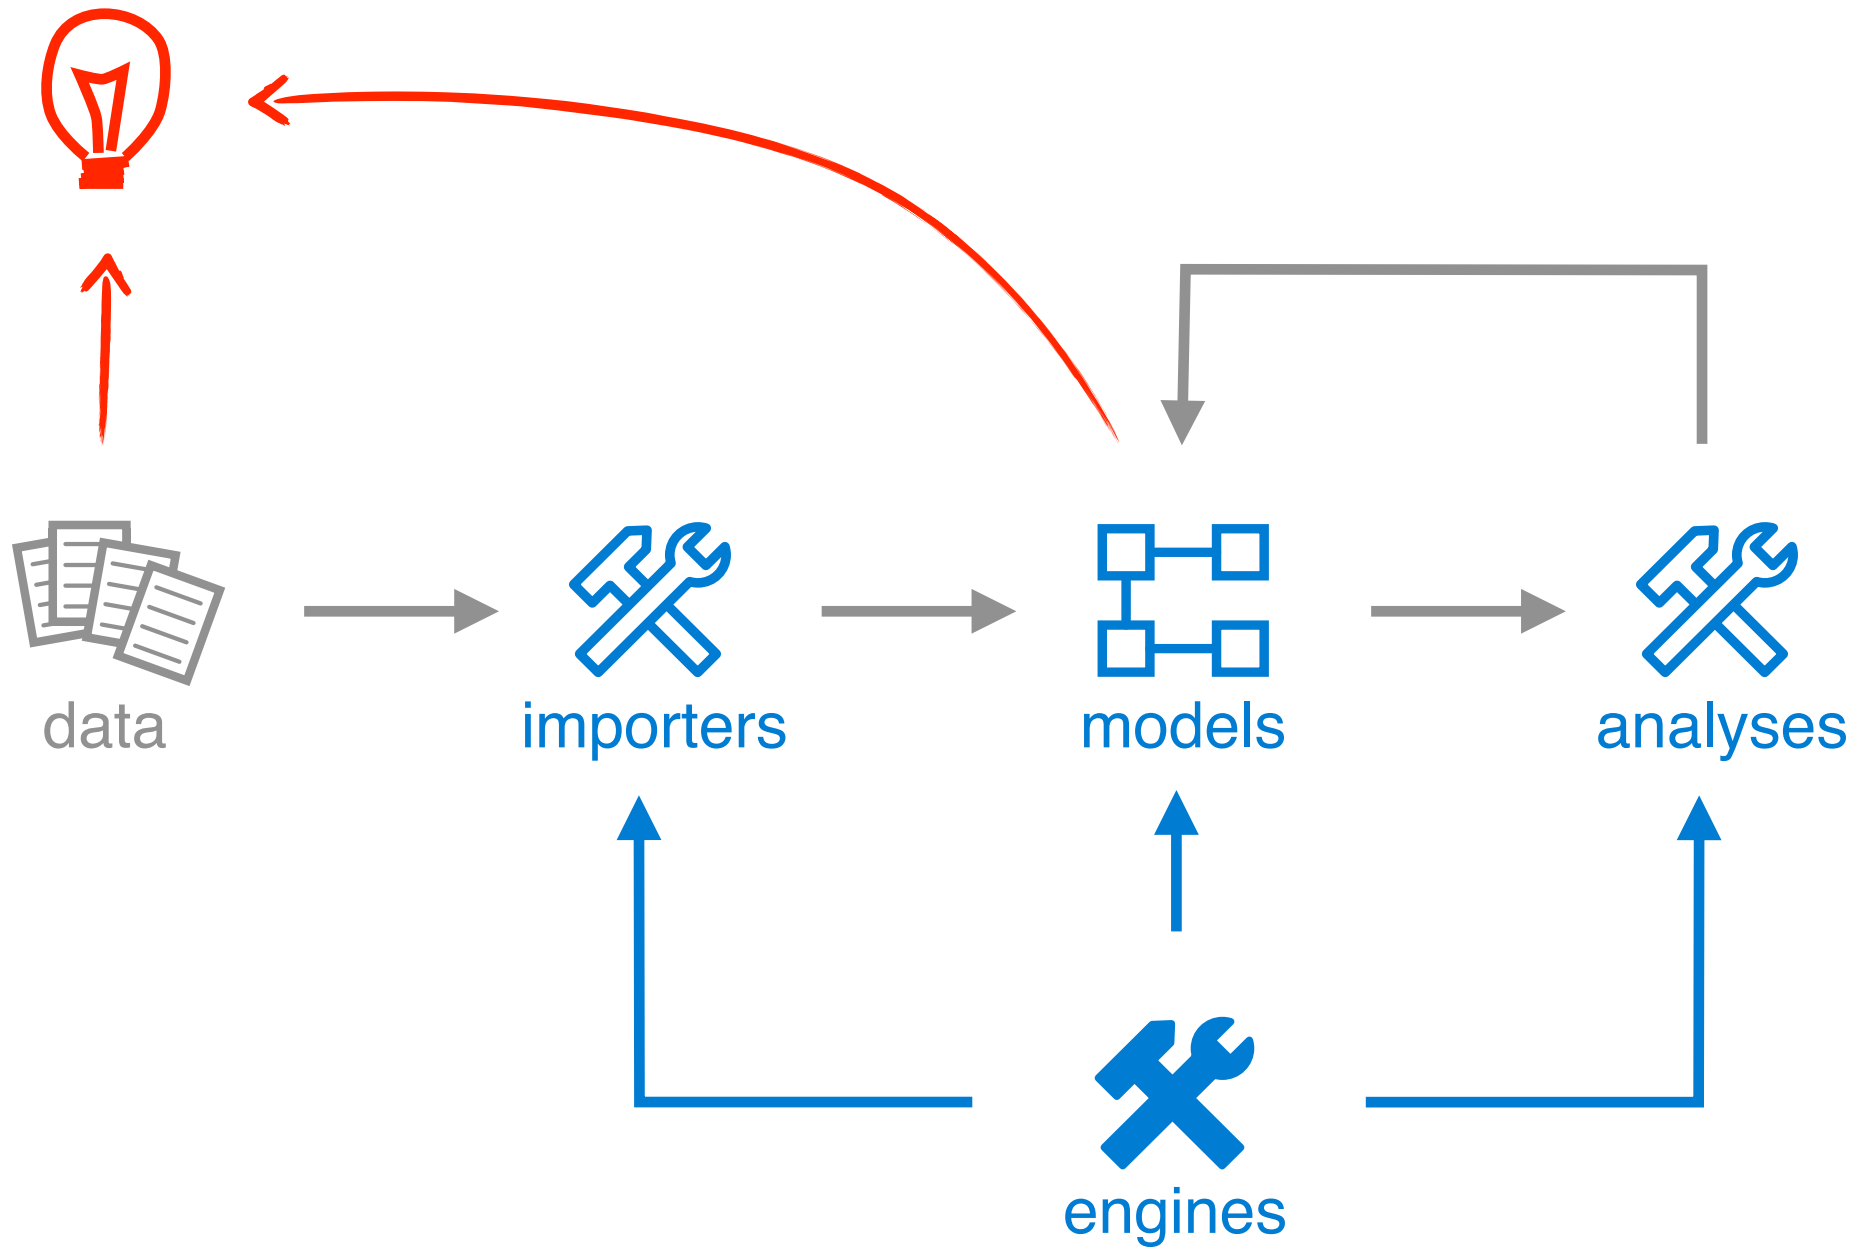 data
importers
models
analyses
engines